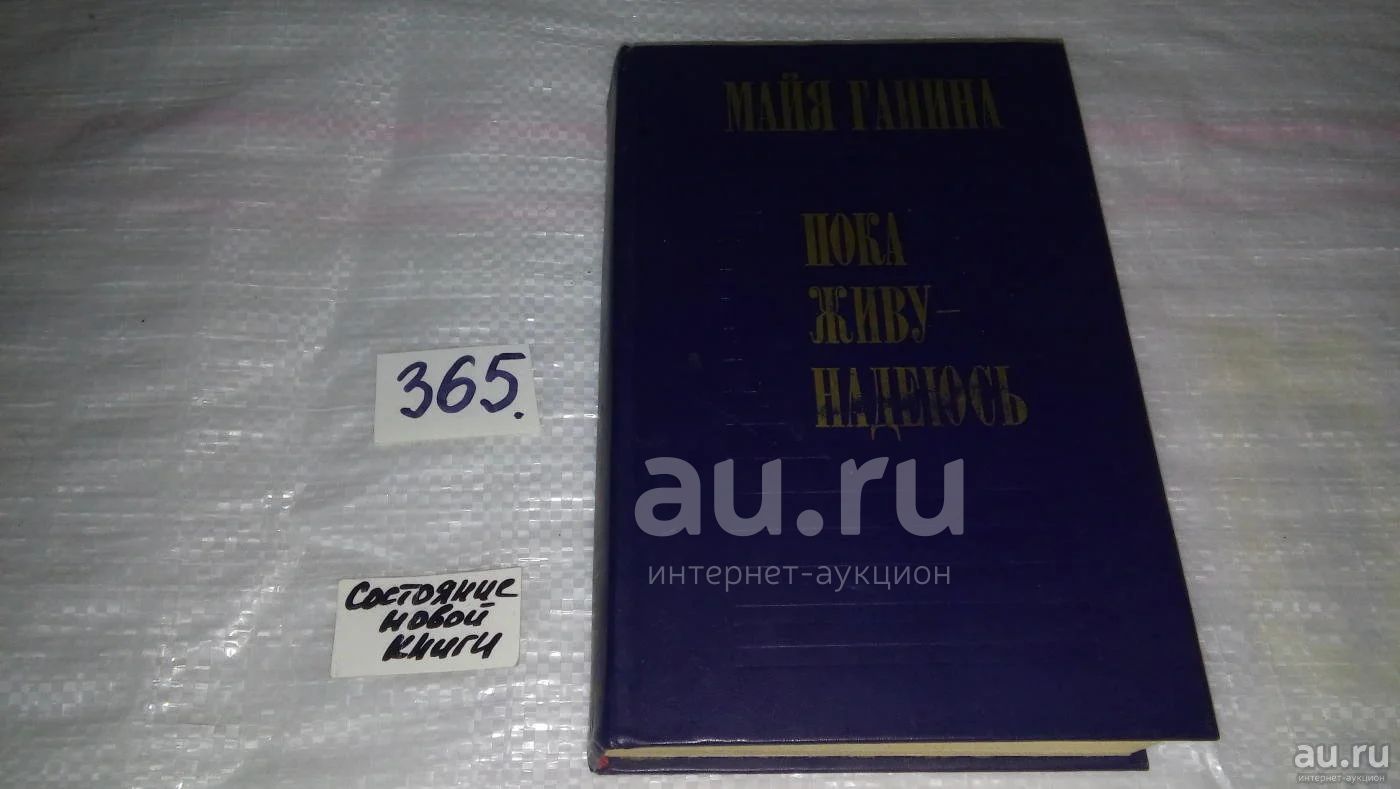 МАЙЯ ГАНИНА
ПОКА
ЖИВУ-
НАДЕЮСЬ
365.
Состояние
новой
книги
au.ru
интернет-аукцион
au.ru
интернет-аукцион